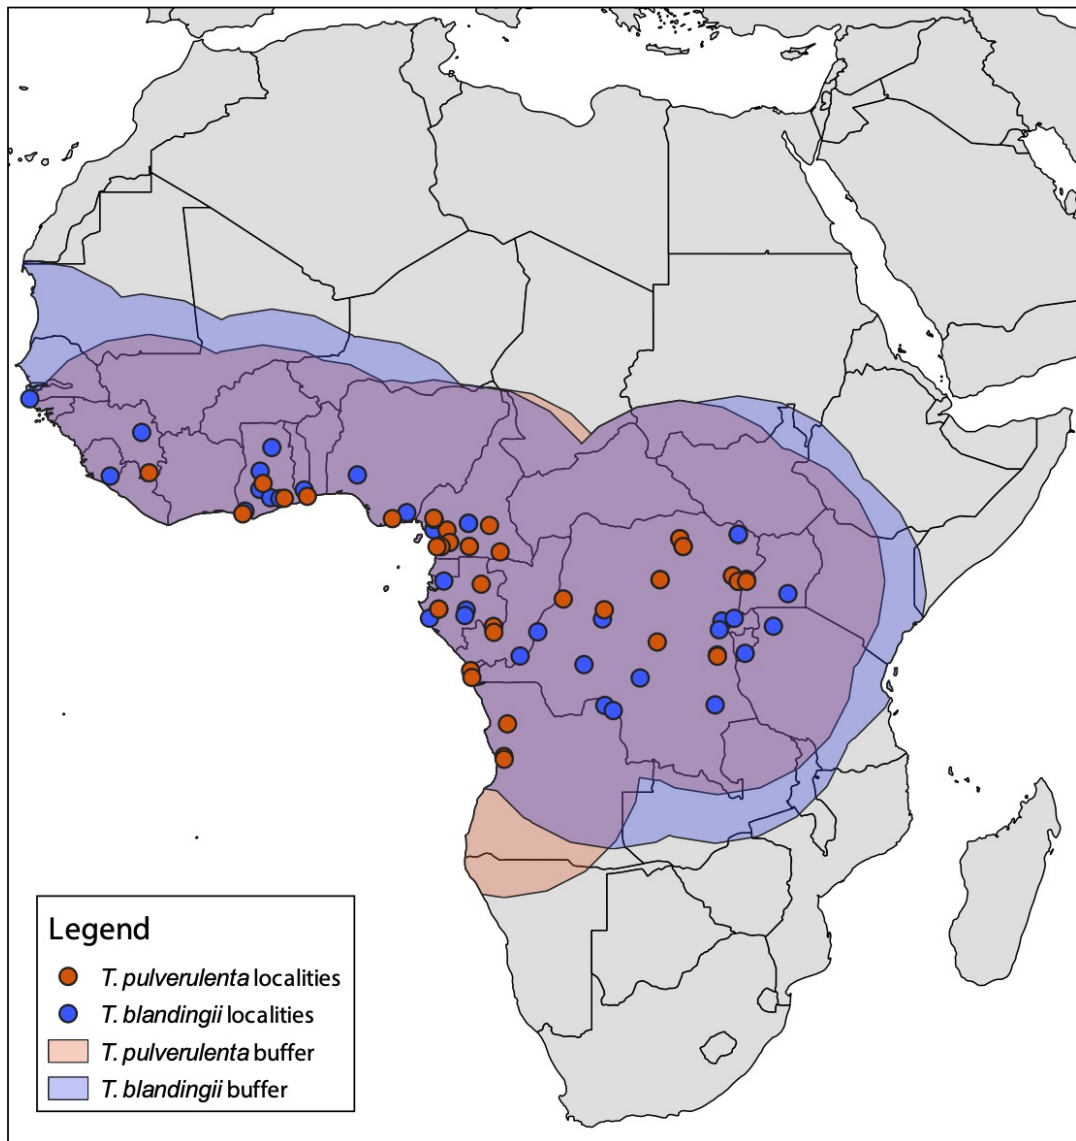 Legend
T. pulverulenta localities
T. blandingii localities
T. pulverulenta buffer
T. blandingii buffer